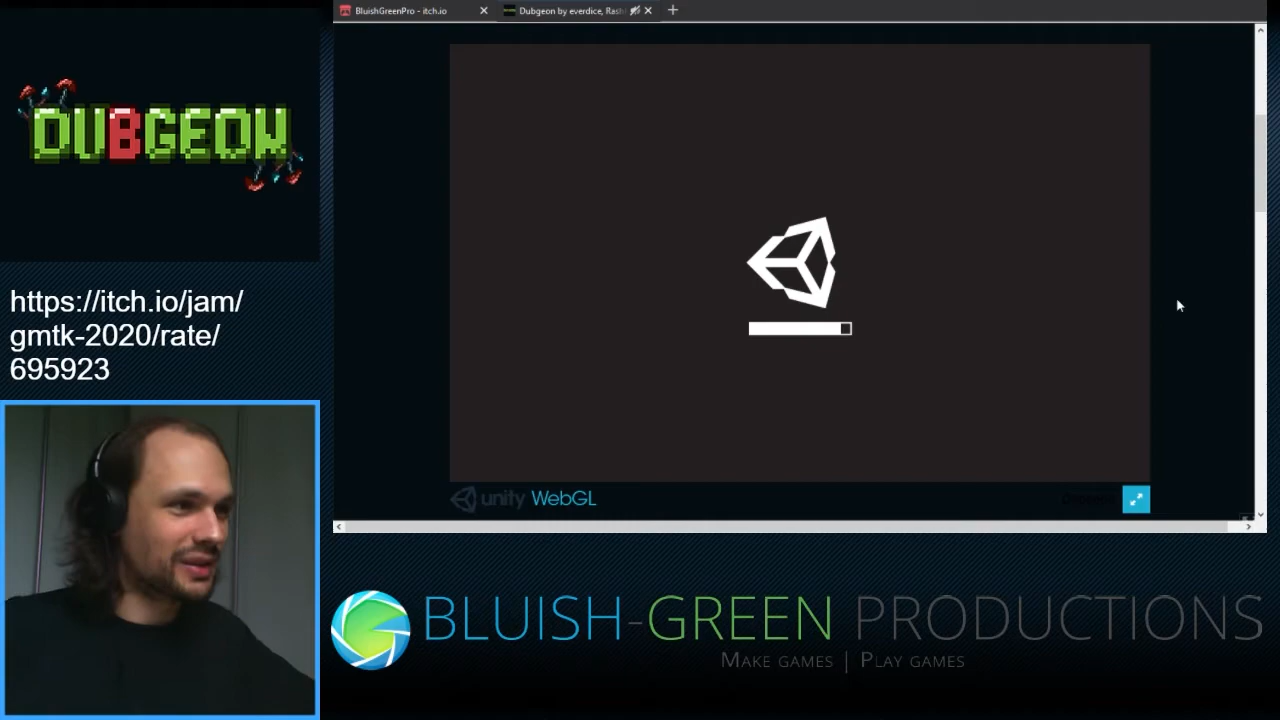 BluishGreenPro - itch.io
Dubgeon by everdice, Rash
DUBGEON
https://itch.io/jam/
gmtk-2020/rate/
695923
unity WebGL
BLUISH-GREEN PRODUCTIONS
MAKE GAMES | PLAY GAMES